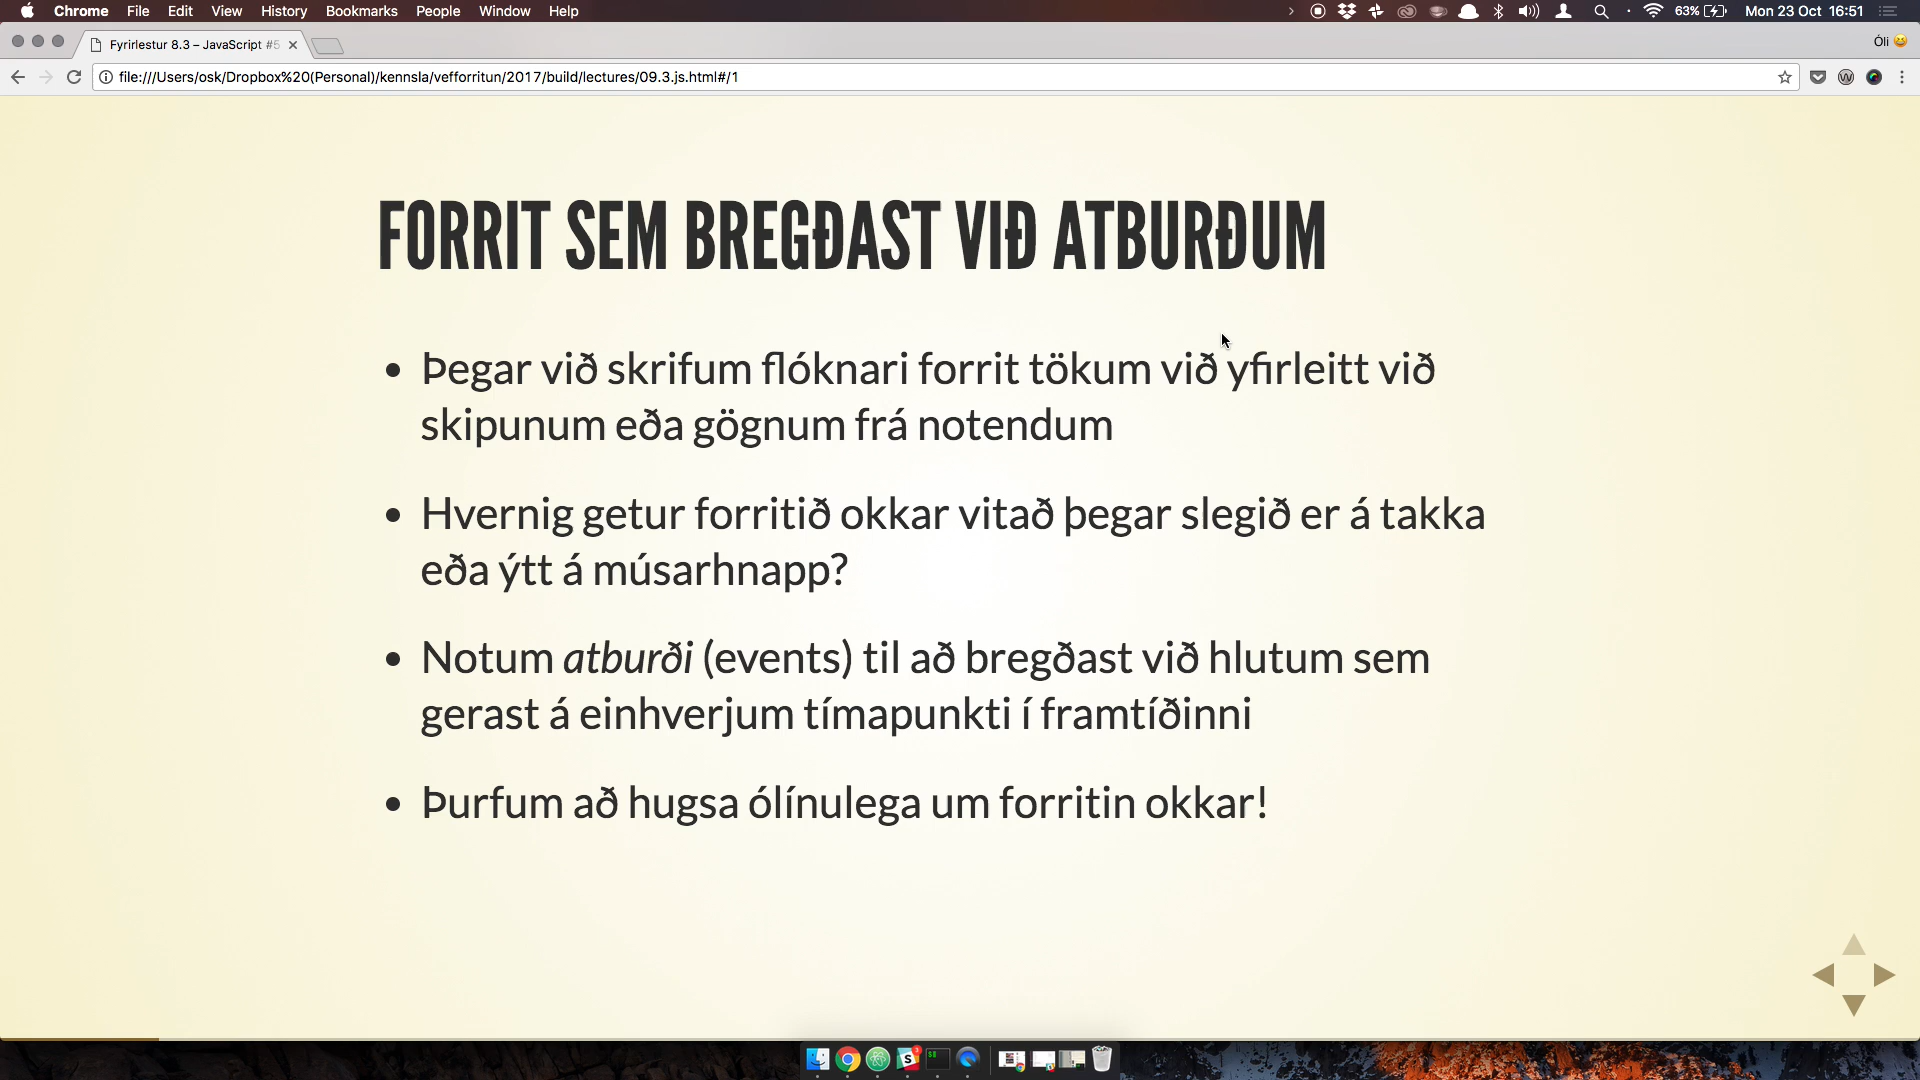 Chrome File Edit View History Bookmarks People Window Help 63% Mon 23 Oct 16:51
Fyrirlestur 8.3 – JavaScript #5 Óli
file:///Users/osk/Dropbox%20(Personal)/kennsla/vefforritun/2017/build/lectures/09.3.js.html#/1
FORRIT SEM BREGÐAST VIÐ ATBURÐUM
• Þegar við skrifum flóknari forrit tökum við yfirleitt við
skipunum eða gögnum frá notendum
• Hvernig getur forritið okkar vitað þegar slegið er á takka
eða ýtt á músarhnapp?
• Notum atburði (events) til að bregðast við hlutum sem
gerast á einhverjum tímapunkti í framtíðinni
• Þurfum að hugsa ólínulega um forritin okkar!